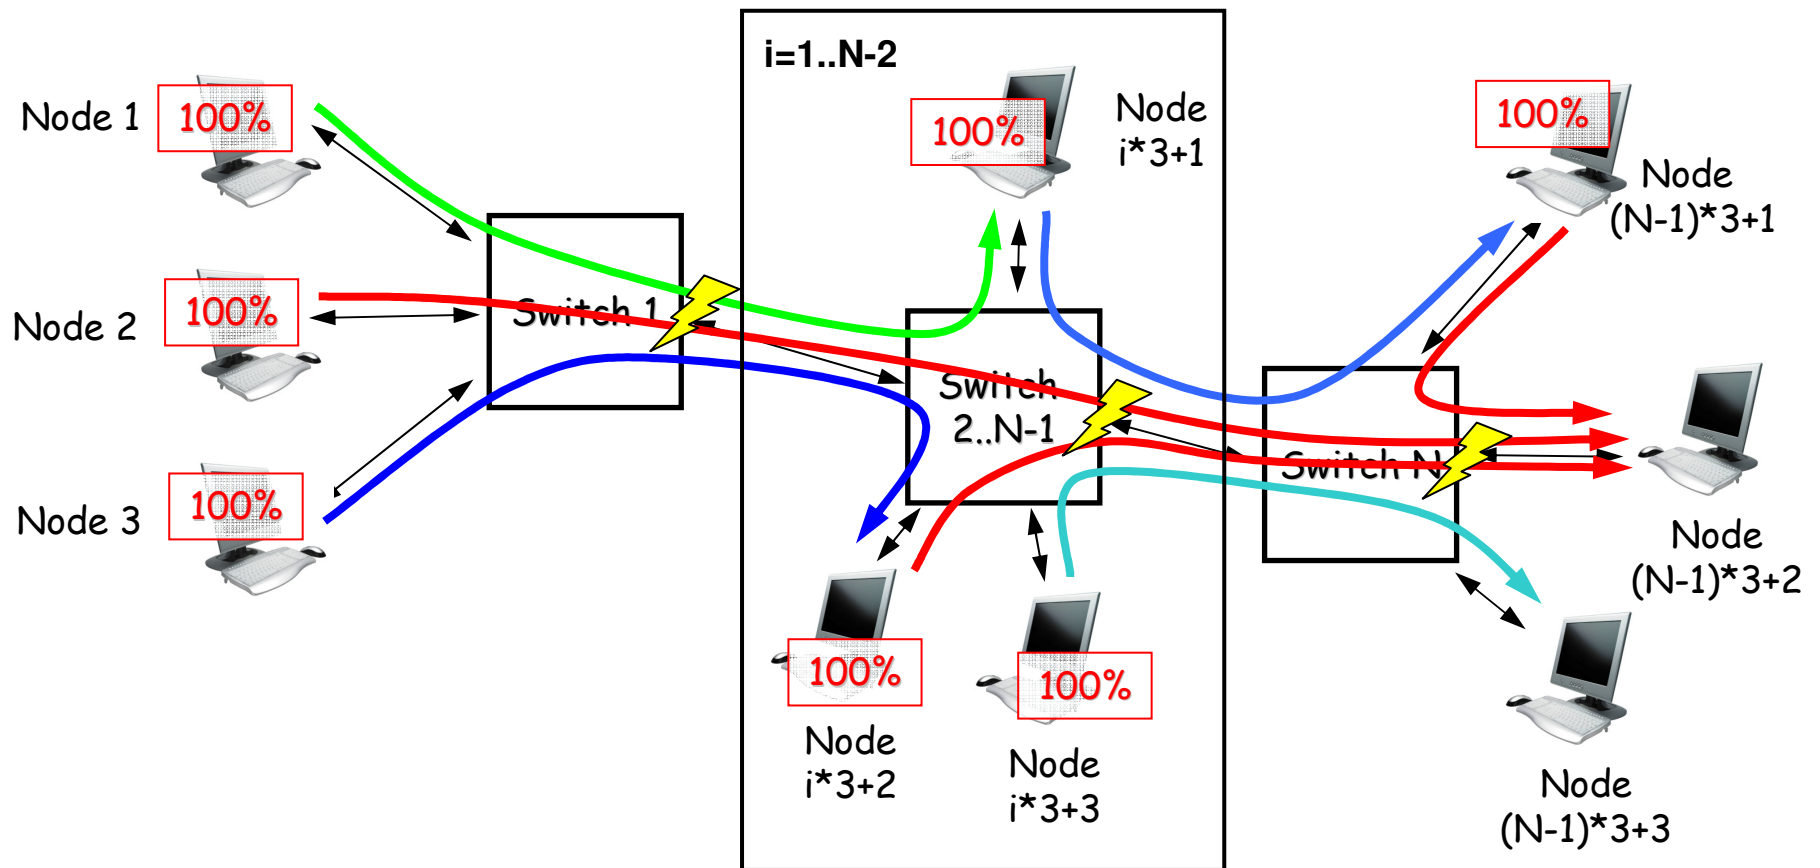 i=1..N-2
Node 1
100%
100%
Node
i*3+1
100%
Node
(N-1)*3+1
Node 2
100%
Switch 1
Switch
2..N-1
Switch N
Node 3
100%
Node
(N-1)*3+2
100%
Node
i*3+2
100%
Node
i*3+3
Node
(N-1)*3+3